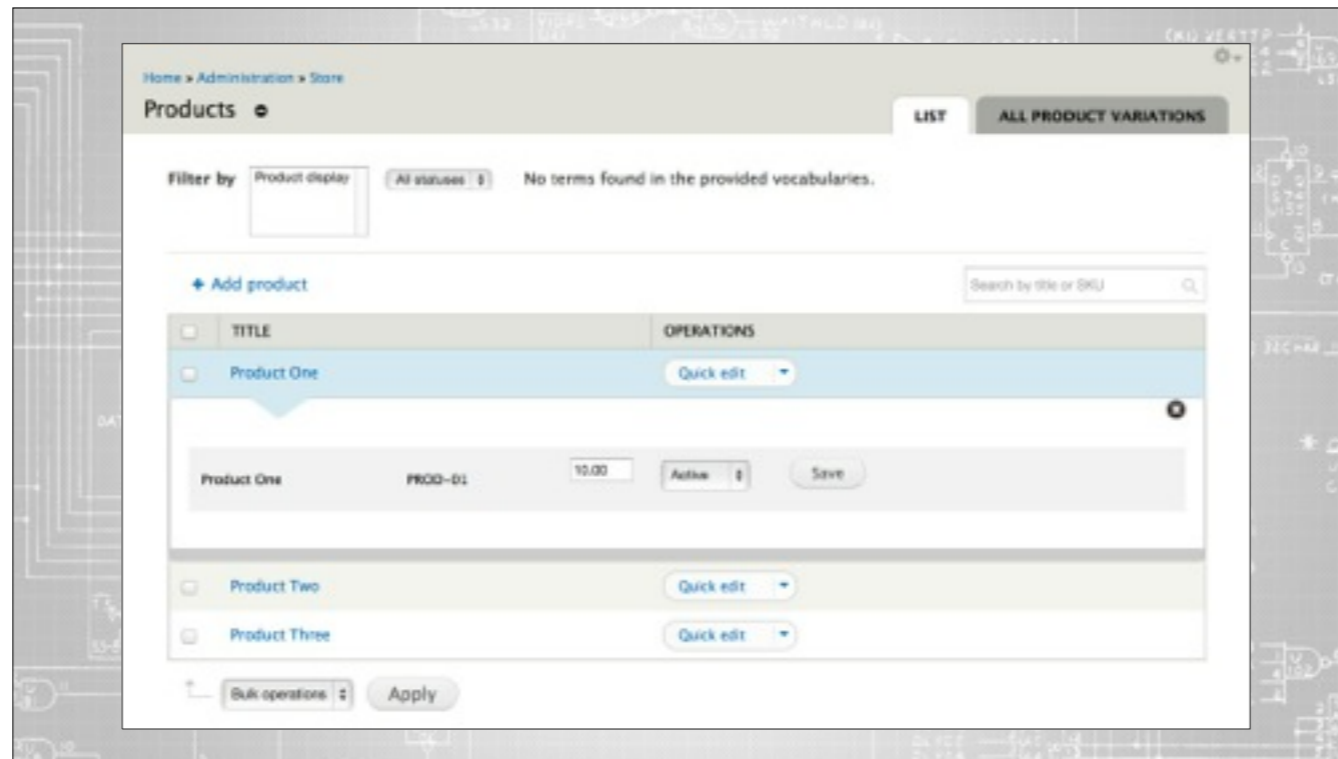 Home » Administration » Store
Products
LIST
ALL PRODUCT VARIATIONS
Filter by Product display All statuses No terms found in the provided vocabularies.
+ Add product
Search by title or SKU
TITLE OPERATIONS
Product One Quick edit
Product One PROD-01 10.00 Active Save
Product Two Quick edit
Product Three Quick edit
Bulk operations Apply